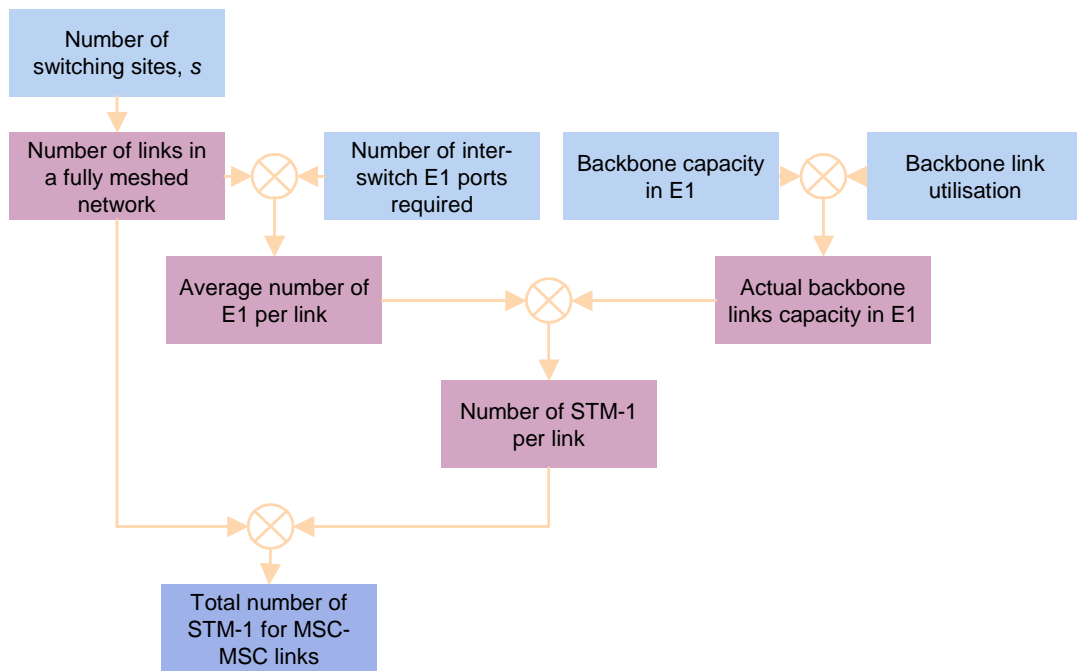 Number of
switching sites, s
Number of links in
a fully meshed
network
Number of inter-
switch E1 ports
required
Backbone capacity
in E1
Backbone link
utilisation
Average number of
E1 per link
Actual backbone
links capacity in E1
Number of STM-1
per link
Total number of
STM-1 for MSC-
MSC links